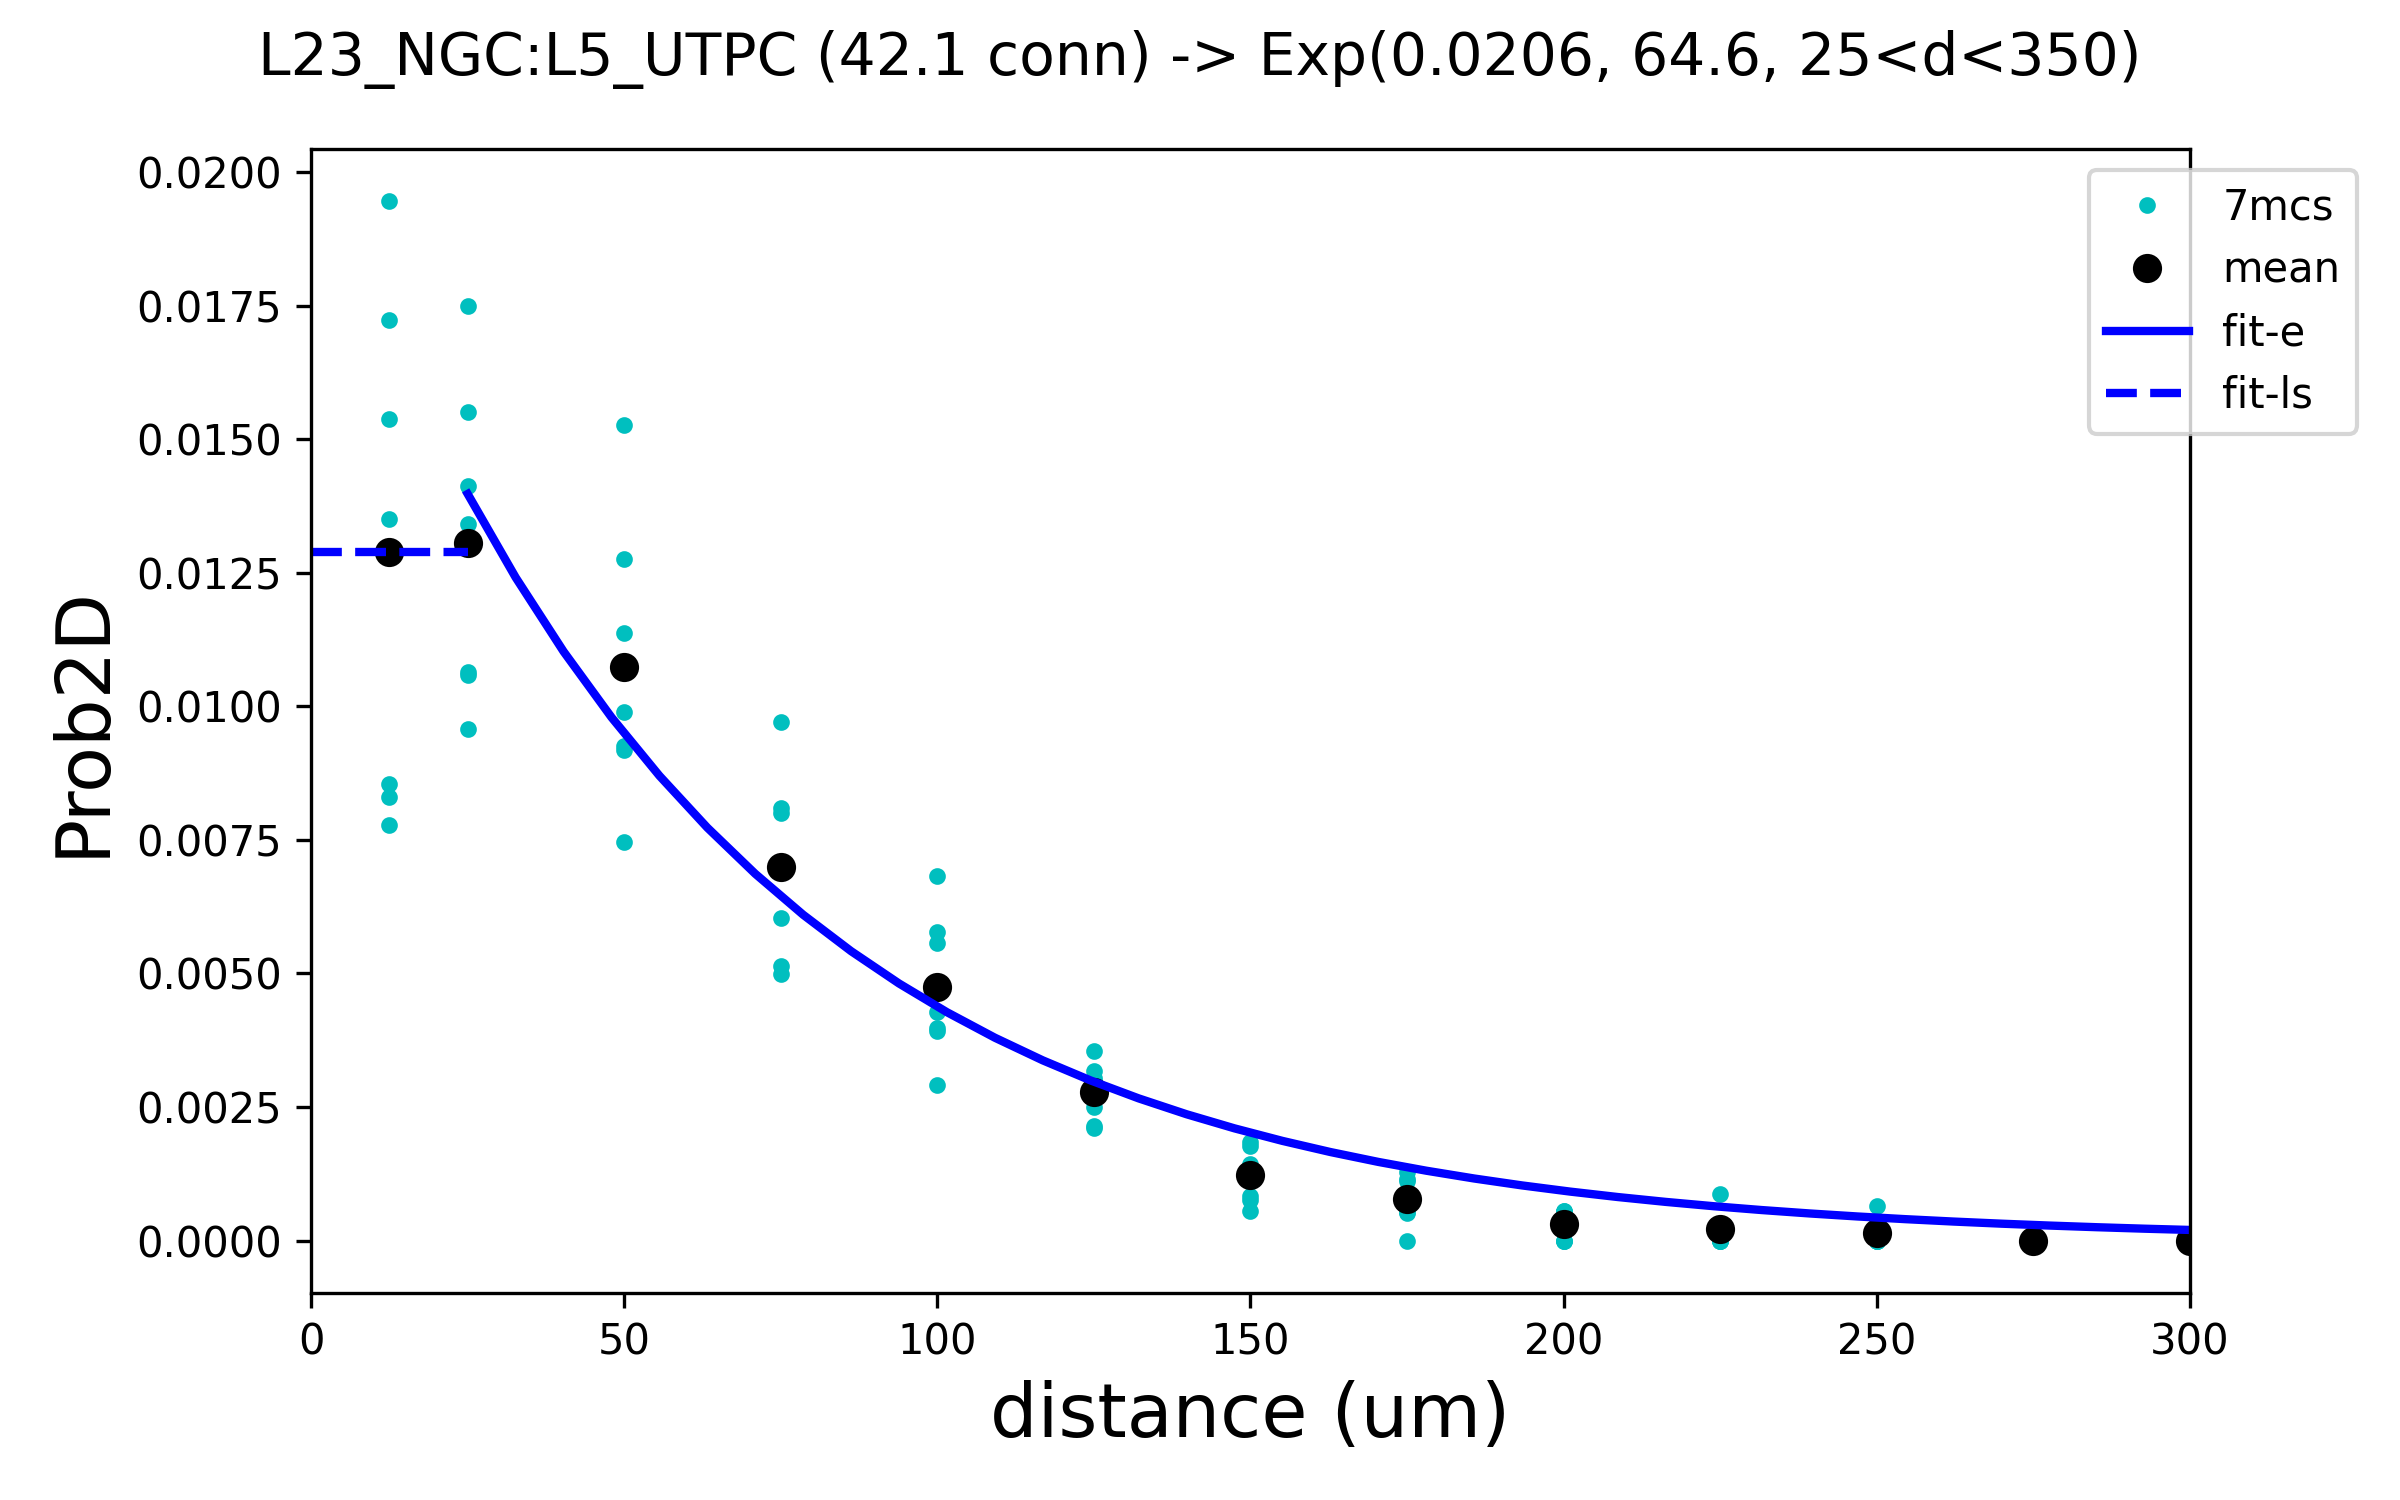 L23_NGC:L5_UTPC (42.1 conn) -> Exp(0.0206, 64.6, 25<d<350)
7mcs
mean
fit-e
fit-ls
Prob2D
0.0200
0.0175
0.0150
0.0125
0.0100
0.0075
0.0050
0.0025
0.0000
0 50 100 150 200 250 300
distance (um)